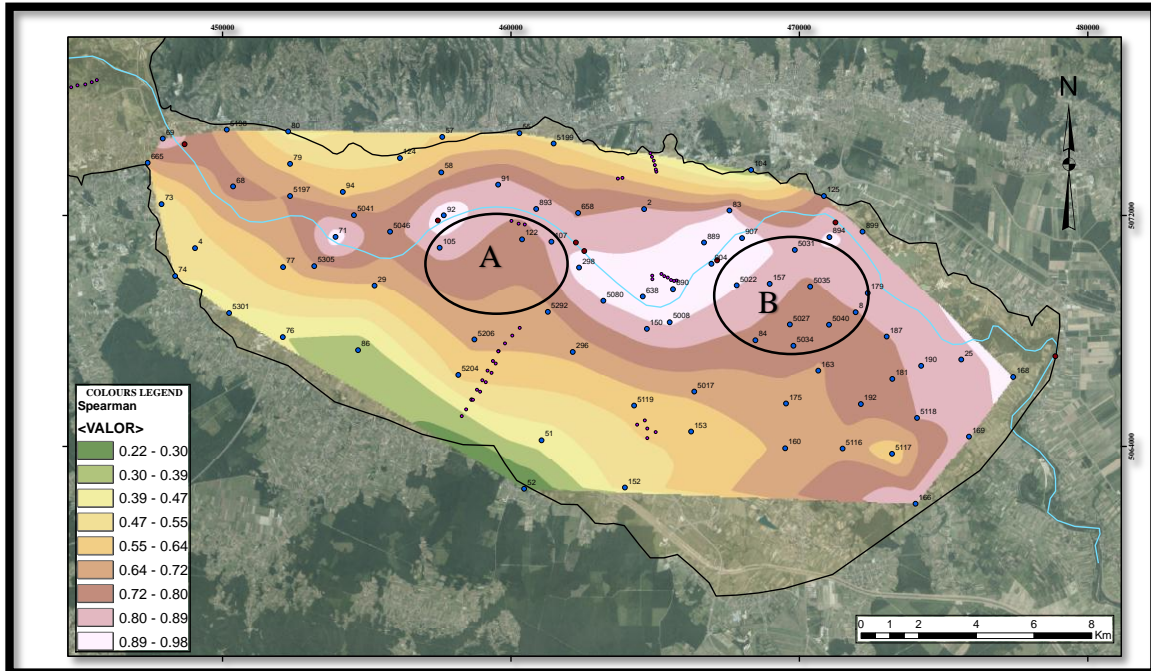 450000 460000 470000 480000
N
5198 80 57 55 5199
69
665 79 124 104
68 58
5197 94 91 125
73 5041 92 893 658 2 83
71 5046 122 107 889 907 894 899
4 105 A 5031
5072000
77 5305 298 904
74 29 890 5022 157 5035 179
B
638
5080
5301 5292 8
150 5008 5027 5040
76 5206 84 187
86 296 5034
163 190 25
5204 181 168
5017
5119 175 192
153 5118
51 169
160 5116 5117
5064000
52 152
166
COLOURS LEGEND
Spearman
<VALOR>
0.22 - 0.30
0.30 - 0.39
0.39 - 0.47
0.47 - 0.55
0.55 - 0.64
0.64 - 0.72
0.72 - 0.80
0.80 - 0.89
0.89 - 0.98
0 2 4 6 8
Km